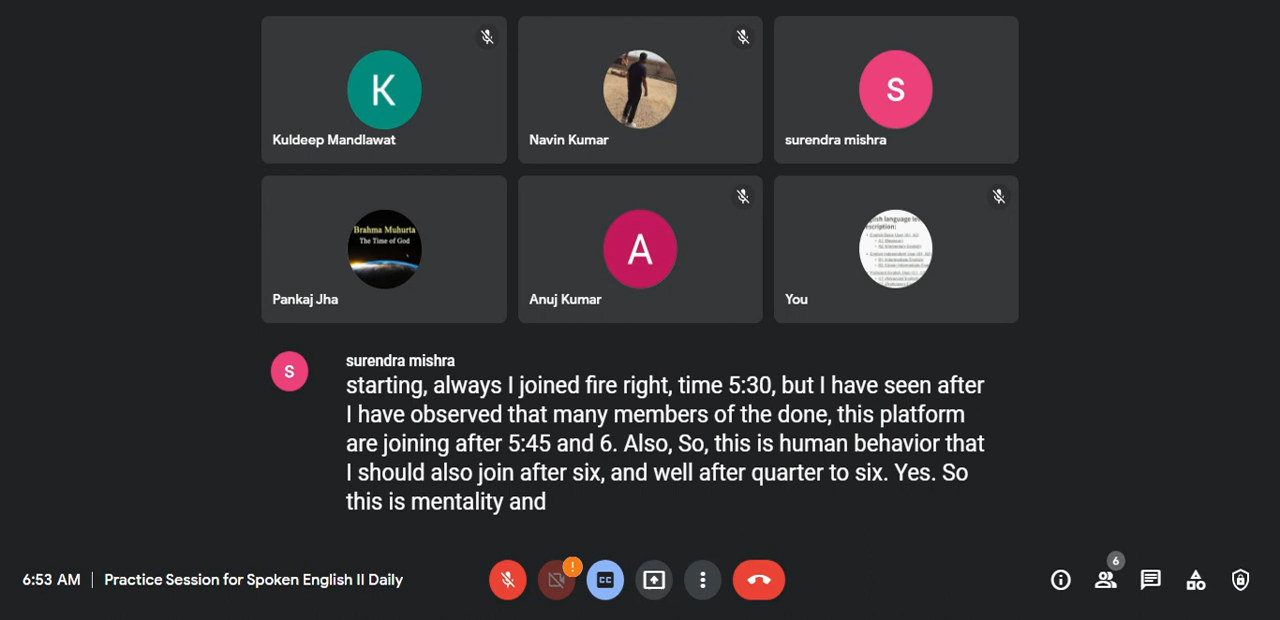 K
Kuldeep Mandlawat
Navin Kumar
S
surendra mishra
Brahma Muhurta
The Time of God
Pankaj Jha
A
Anuj Kumar
You
S
surendra mishra
starting, always I joined fire right, time 5:30, but I have seen after
I have observed that many members of the done, this platform
are joining after 5:45 and 6. Also, So, this is human behavior that
I should also join after six, and well after quarter to six. Yes. So
this is mentality and
6:53 AM
Practice Session for Spoken English II Daily
!
CC
6